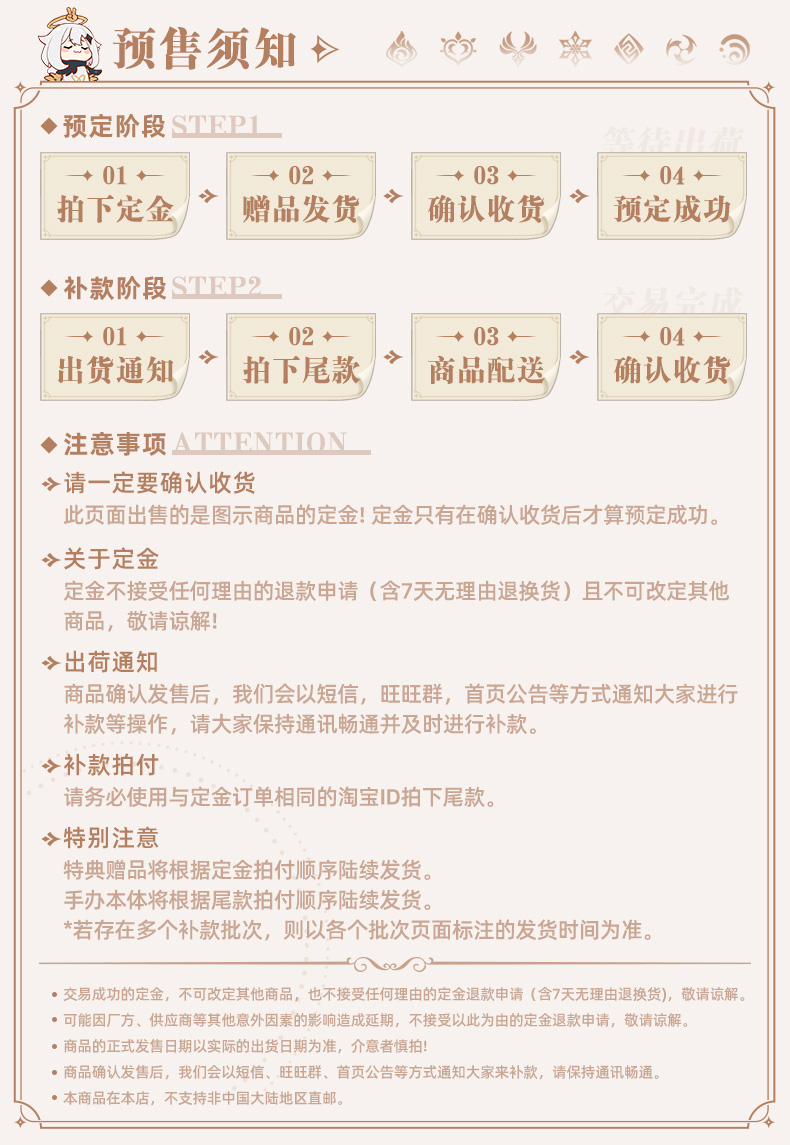 预售须知
预定阶段 STEP1
等待出荷
01
拍下定金
02
赠品发货
03
确认收货
04
预定成功
补款阶段 STEP2
交易完成
01
出货通知
02
拍下尾款
03
商品配送
04
确认收货
注意事项 ATTENTION
请一定要确认收货
此页面出售的是图示商品的定金! 定金只有在确认收货后才算预定成功。
关于定金
定金不接受任何理由的退款申请（含7天无理由退换货）且不可改定其他
商品，敬请谅解!
出荷通知
商品确认发售后，我们会以短信，旺旺群，首页公告等方式通知大家进行
补款等操作，请大家保持通讯畅通并及时进行补款。
补款拍付
请务必使用与定金订单相同的淘宝ID拍下尾款。
特别注意
特典赠品将根据定金拍付顺序陆续发货。
手办本体将根据尾款拍付顺序陆续发货。
*若存在多个补款批次，则以各个批次页面标注的发货时间为准。
• 交易成功的定金，不可改定其他商品，也不接受任何理由的定金退款申请（含7天无理由退换货)，敬请谅解。
• 可能因厂方、供应商等其他意外因素的影响造成延期，不接受以此为由的定金退款申请，敬请谅解。
• 商品的正式发售日期以实际的出货日期为准，介意者慎拍!
• 商品确认发售后，我们会以短信、旺旺群、首页公告等方式通知大家来补款，请保持通讯畅通。
• 本商品在本店，不支持非中国大陆地区直邮。